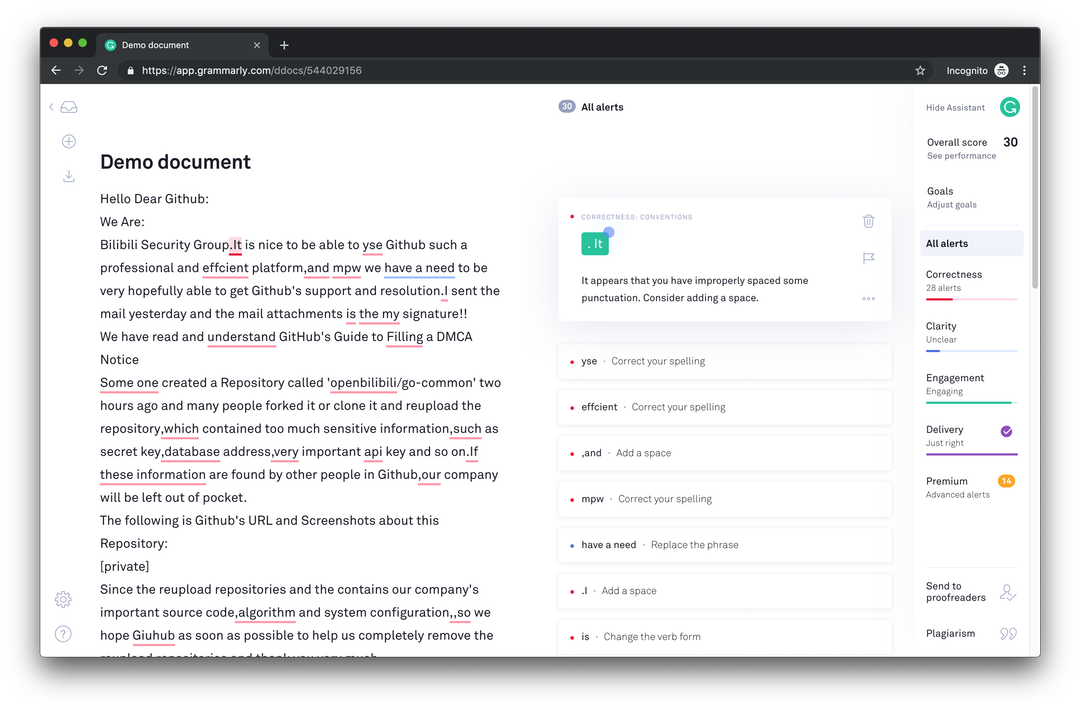 Demo document
https://app.grammarly.com/ddocs/544029156
Incognito
30 All alerts
Hide Assistant
Demo document
Overall score 30
See performance
Hello Dear Github:
We Are:
Bilibili Security Group.It is nice to be able to yse Github such a
professional and effcient platform,and mpw we have a need to be
very hopefully able to get Github's support and resolution.I sent the
mail yesterday and the mail attachments is the my signature!!
We have read and understand GitHub's Guide to Filling a DMCA
Notice
Some one created a Repository called 'openbilibili/go-common' two
hours ago and many people forked it or clone it and reupload the
repository,which contained too much sensitive information,such as
secret key,database address,very important api key and so on.If
these information are found by other people in Github,our company
will be left out of pocket.
The following is Github's URL and Screenshots about this
Repository:
[private]
Since the reupload repositories and the contains our company's
important source code,algorithm and system configuration,,so we
hope Giuhub as soon as possible to help us completely remove the
reupload repositories and thank you very much
CORRECTNESS: CONVENTIONS
. It
It appears that you have improperly spaced some
punctuation. Consider adding a space.
yse · Correct your spelling
effcient · Correct your spelling
,and · Add a space
mpw · Correct your spelling
have a need · Replace the phrase
.I · Add a space
is · Change the verb form
Goals
Adjust goals
All alerts
Correctness
28 alerts
Clarity
Unclear
Engagement
Engaging
Delivery
Just right
Premium 14
Advanced alerts
Send to
proofreaders
Plagiarism